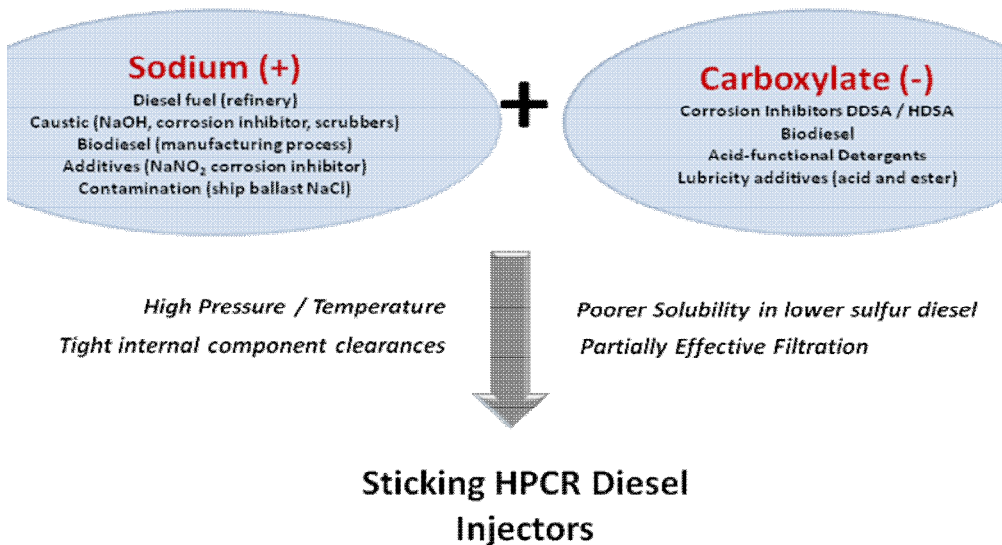 Sodium (+)
Diesel fuel (refinery)
Caustic (NaOH, corrosion inhibitor, scrubbers)
Biodiesel (manufacturing process)
Additives (NaNO₂ corrosion inhibitor)
Contamination (ship ballast NaCl)
+
Carboxylate (-)
Corrosion Inhibitors DDSA / HDSA
Biodiesel
Acid-functional Detergents
Lubricity additives (acid and ester)
High Pressure / Temperature
Tight internal component clearances
Poorer Solubility in lower sulfur diesel
Partially Effective Filtration
Sticking HPCR Diesel
Injectors